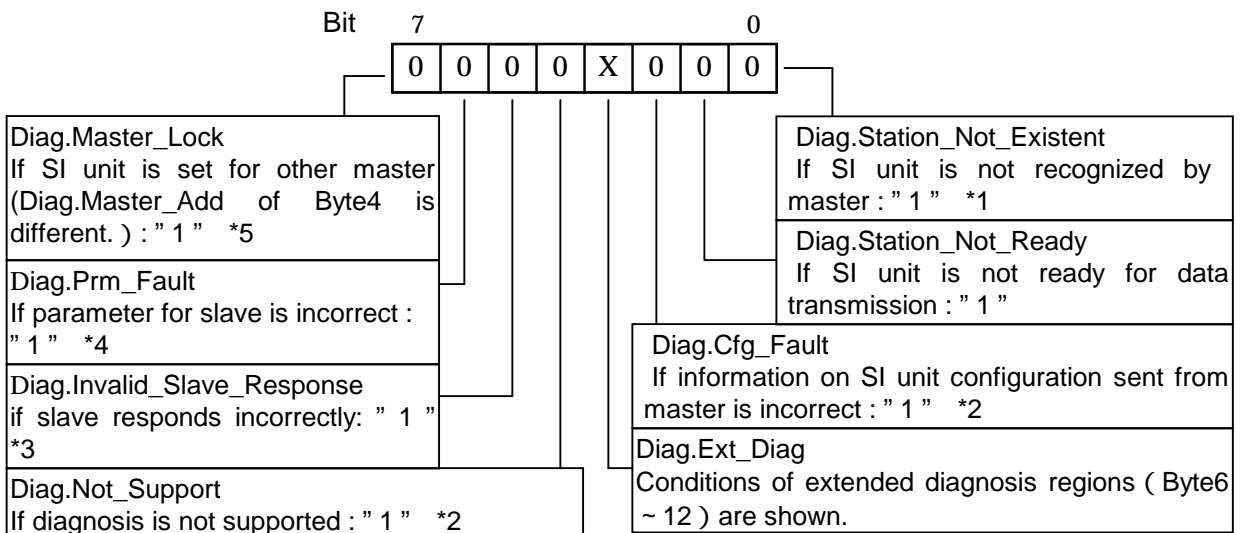 Bit 7 0
0 0 0 0 X 0 0 0
Diag.Master_Lock
If SI unit is set for other master
(Diag.Master_Add of Byte4 is
different. ) : ” 1 ” *5
Diag.Prm_Fault
If parameter for slave is incorrect :
” 1 ” *4
Diag.Invalid_Slave_Response
if slave responds incorrectly: ” 1 ”
*3
Diag.Not_Support
If diagnosis is not supported : ” 1 ” *2
Diag.Station_Not_Existent
If SI unit is not recognized by
master : ” 1 ” *1
Diag.Station_Not_Ready
If SI unit is not ready for data
transmission : ” 1 ”
Diag.Cfg_Fault
If information on SI unit configuration sent from
master is incorrect : ” 1 ” *2
Diag.Ext_Diag
Conditions of extended diagnosis regions ( Byte6
~ 12 ) are shown.